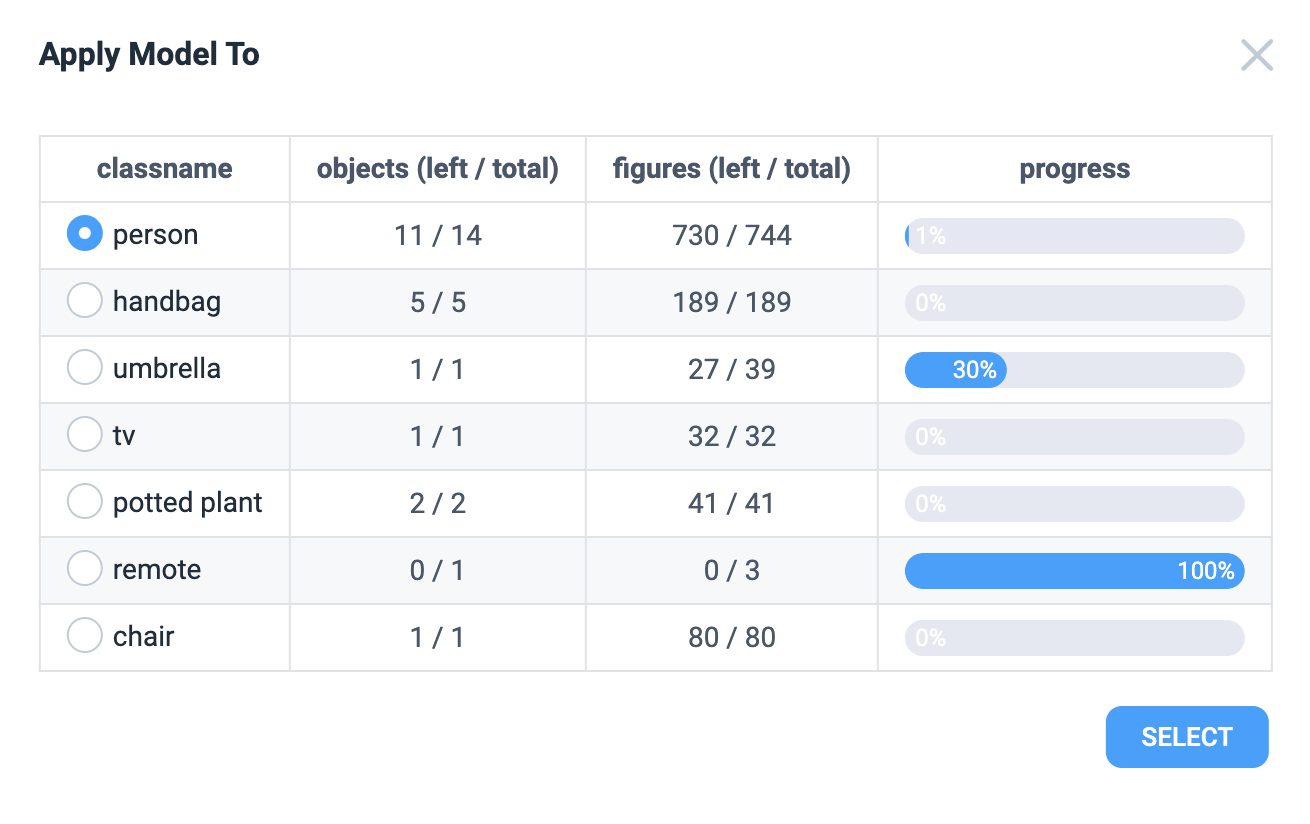 Apply Model To
classname objects (left / total) figures (left / total) progress
person 11 / 14 730 / 744 1%
handbag 5 / 5 189 / 189 0%
umbrella 1 / 1 27 / 39 30%
tv 1 / 1 32 / 32 0%
potted plant 2 / 2 41 / 41 0%
remote 0 / 1 0 / 3 100%
chair 1 / 1 80 / 80 0%
SELECT